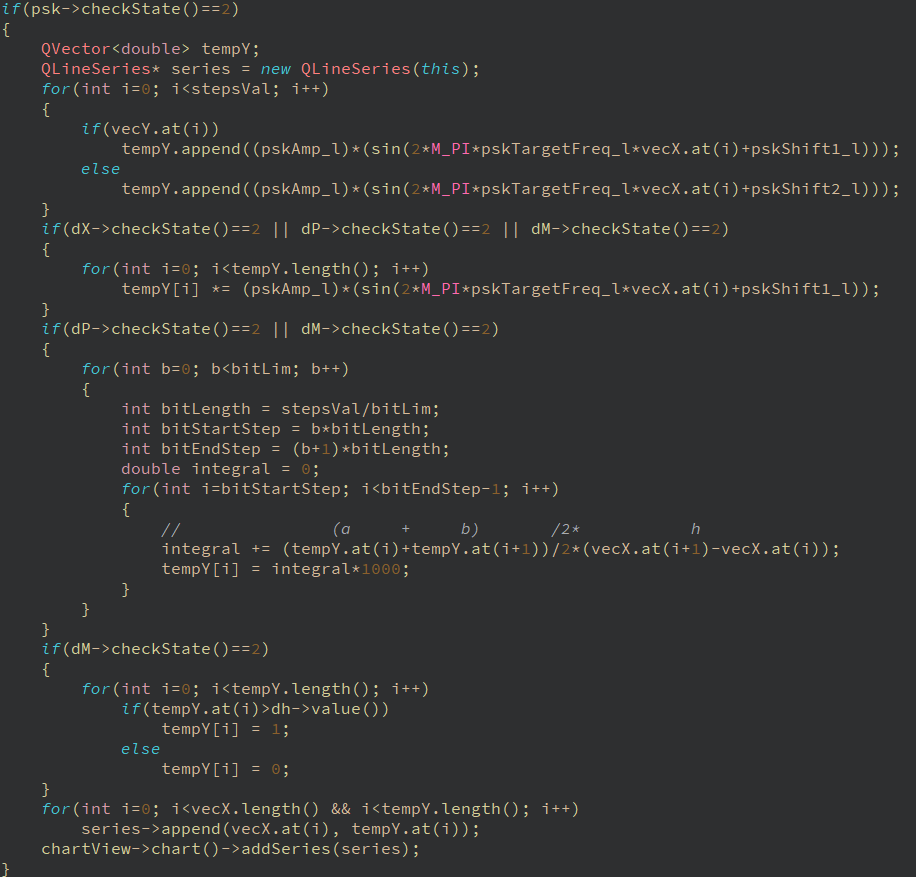 if(psk->checkState()==2)
{
    QVector<double> tempY;
    QLineSeries* series = new QLineSeries(this);
    for(int i=0; i<stepsVal; i++)
    {
        if(vecY.at(i))
            tempY.append((pskAmp_l)*(sin(2*M_PI*pskTargetFreq_l*vecX.at(i)+pskShift1_l)));
        else
            tempY.append((pskAmp_l)*(sin(2*M_PI*pskTargetFreq_l*vecX.at(i)+pskShift2_l)));
    }
    if(dX->checkState()==2 || dP->checkState()==2 || dM->checkState()==2)
    {
        for(int i=0; i<tempY.length(); i++)
            tempY[i] *= (pskAmp_l)*(sin(2*M_PI*pskTargetFreq_l*vecX.at(i)+pskShift1_l));
    }
    if(dP->checkState()==2 || dM->checkState()==2)
    {
        for(int b=0; b<bitLim; b++)
        {
            int bitLength = stepsVal/bitLim;
            int bitStartStep = b*bitLength;
            int bitEndStep = (b+1)*bitLength;
            double integral = 0;
            for(int i=bitStartStep; i<bitEndStep-1; i++)
            {
                //               (a     +     b)       /2*           h
                integral += (tempY.at(i)+tempY.at(i+1))/2*(vecX.at(i+1)-vecX.at(i));
                tempY[i] = integral*1000;
            }
        }
    }
    if(dM->checkState()==2)
    {
        for(int i=0; i<tempY.length(); i++)
            if(tempY.at(i)>dh->value())
                tempY[i] = 1;
            else
                tempY[i] = 0;
    }
    for(int i=0; i<vecX.length() && i<tempY.length(); i++)
        series->append(vecX.at(i), tempY.at(i));
    chartView->chart()->addSeries(series);
}